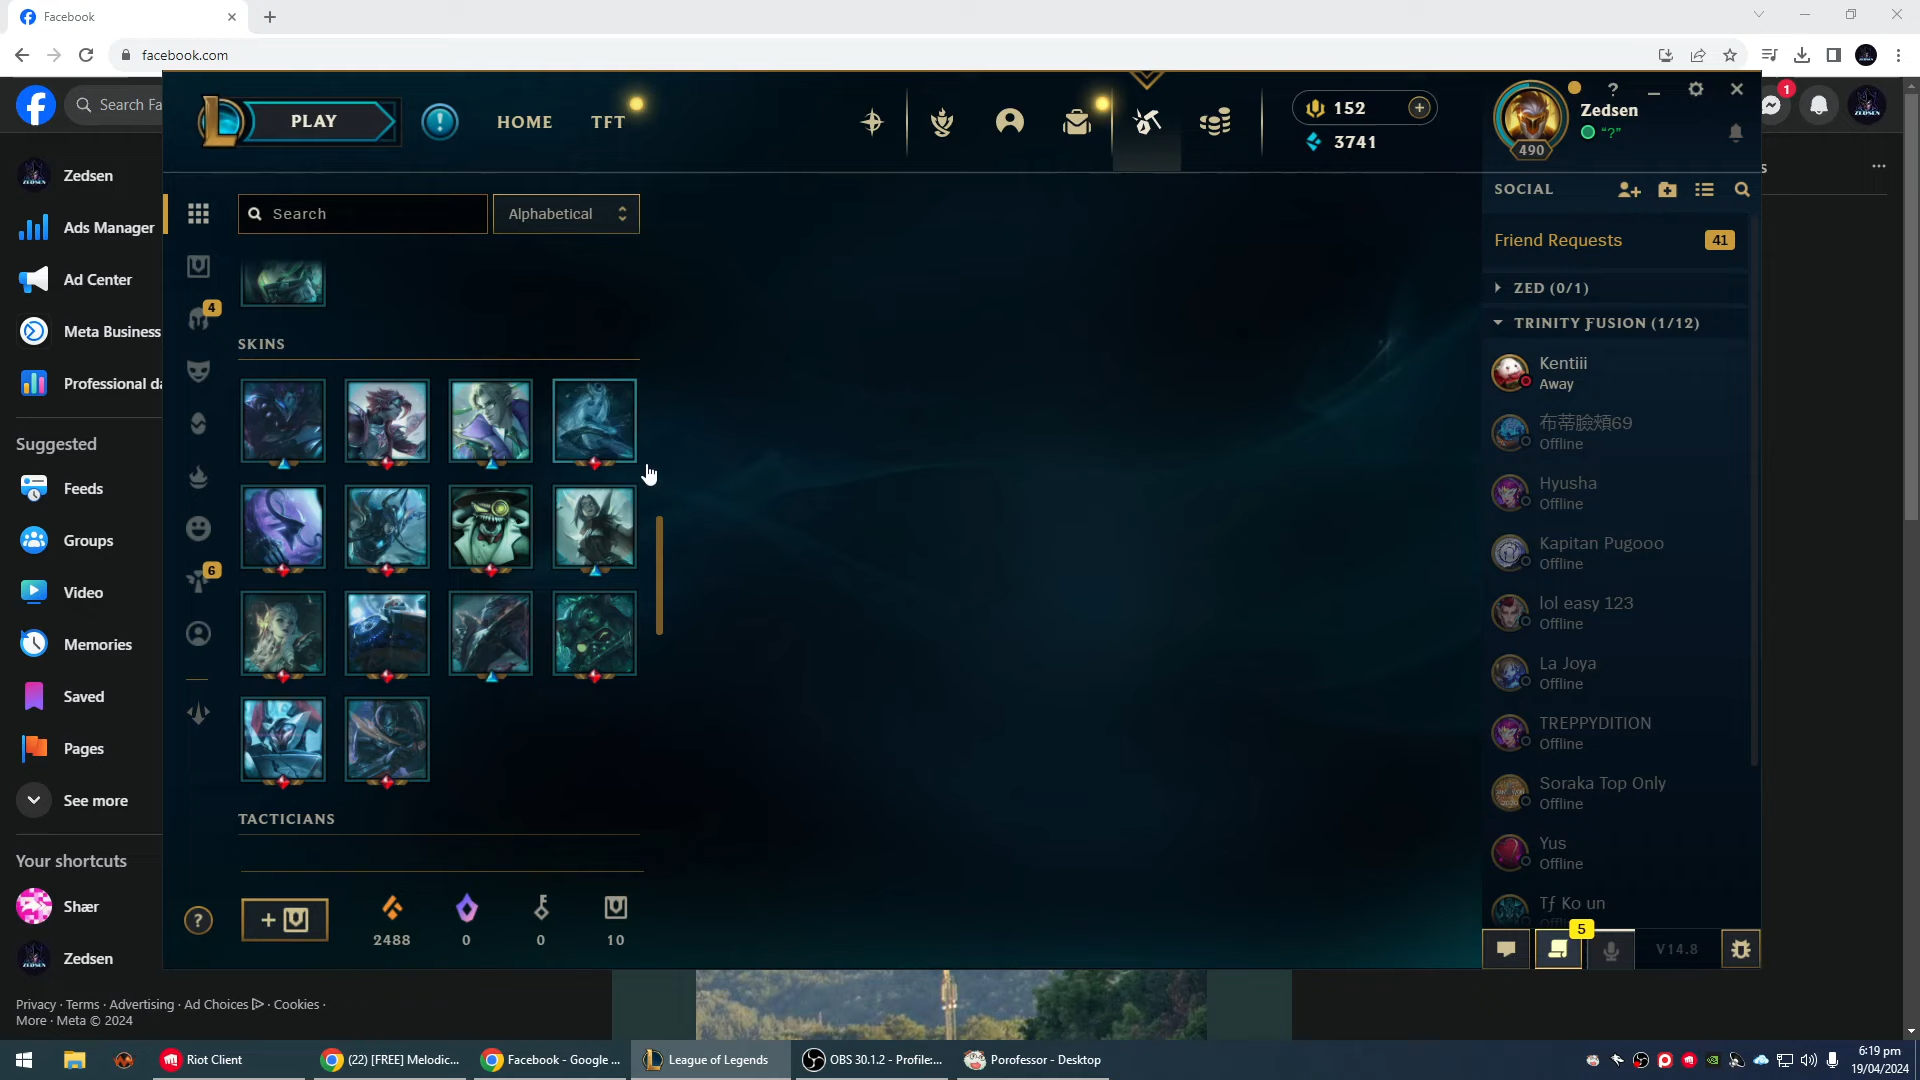 Facebook
facebook.com
Search Fa
1
Zedsen
Ads Manager
Ad Center
Meta Business
Professional da
Suggested
Feeds
Groups
Video
Memories
Saved
Pages
See more
Your shortcuts
Shær
Zedsen
Privacy · Terms · Advertising · Ad Choices · Cookies ·
More · Meta © 2024
PLAY
HOME
TFT
152
3741
490
Zedsen
"?"
Search
Alphabetical
4
6
SKINS
TACTICIANS
2488
0
0
10
SOCIAL
Friend Requests
41
ZED (0/1)
TRINITY FUSION (1/12)
Kentiii
Away
布蒂臉頰69
Offline
Hyusha
Offline
Kapitan Pugooo
Offline
lol easy 123
Offline
La Joya
Offline
TREPPYDITION
Offline
Soraka Top Only
Offline
Yus
Offline
Tƒ Ko un
5
V14.8
Riot Client
(22) [FREE] Melodic...
Facebook - Google ...
League of Legends
OBS 30.1.2 - Profile:...
Porofessor - Desktop
6:19 pm
19/04/2024